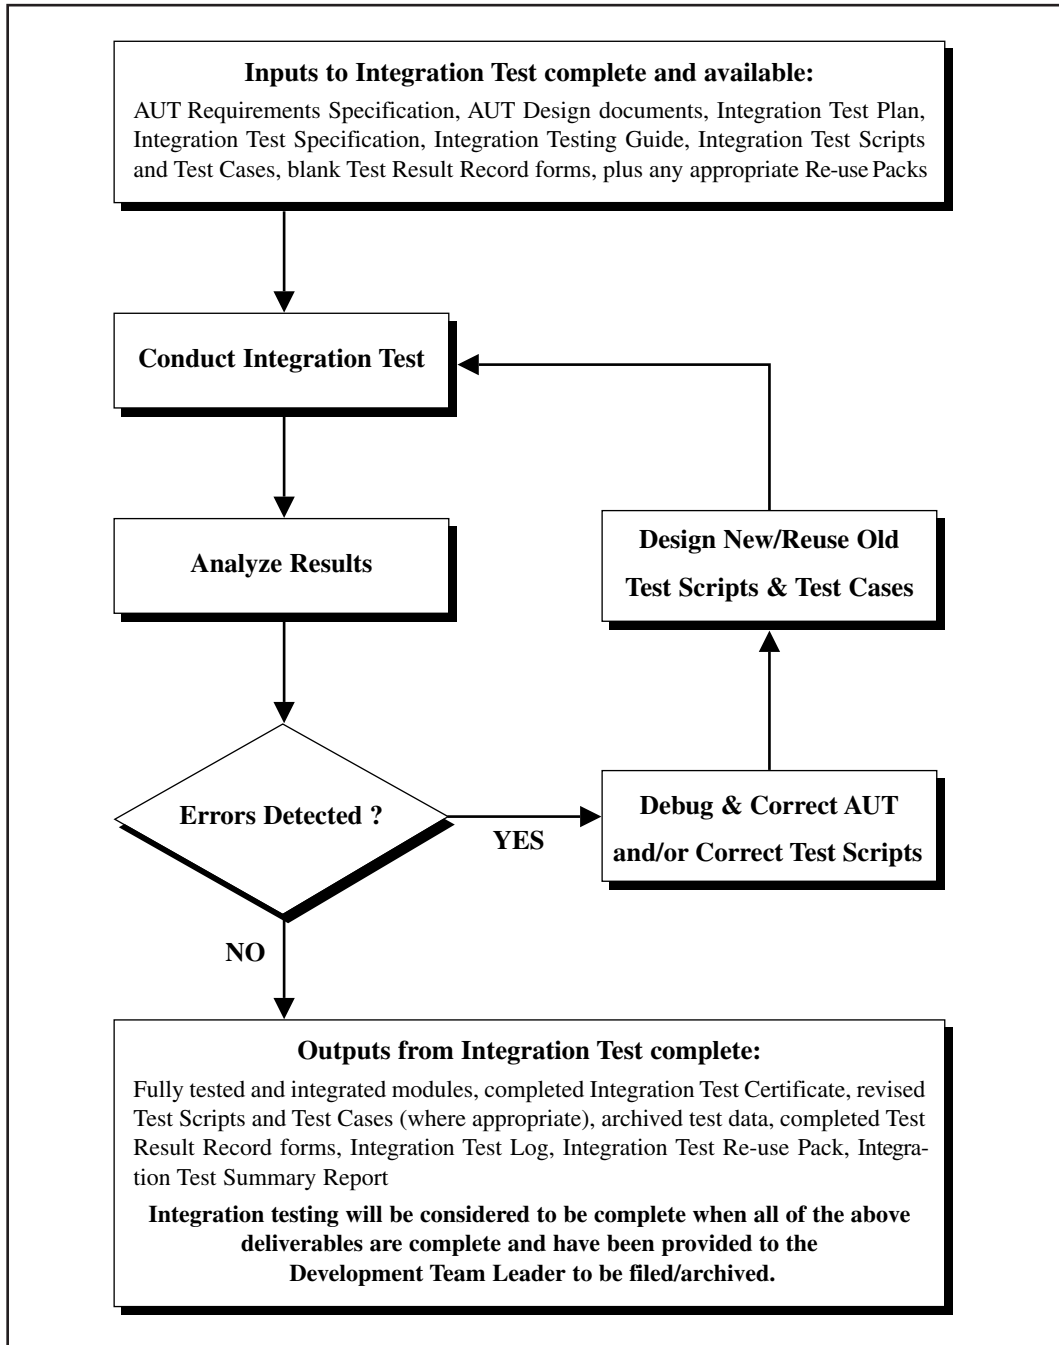 Inputs to Integration Test complete and available:
AUT Requirements Specification, AUT Design documents, Integration Test Plan,
Integration Test Specification, Integration Testing Guide, Integration Test Scripts
and Test Cases, blank Test Result Record forms, plus any appropriate Re-use Packs
Conduct Integration Test
Analyze Results
Design New/Reuse Old
Test Scripts & Test Cases
Errors Detected ?
YES
Debug & Correct AUT
and/or Correct Test Scripts
NO
Outputs from Integration Test complete:
Fully tested and integrated modules, completed Integration Test Certificate, revised
Test Scripts and Test Cases (where appropriate), archived test data, completed Test
Result Record forms, Integration Test Log, Integration Test Re-use Pack, Integra-
tion Test Summary Report
Integration testing will be considered to be complete when all of the above
deliverables are complete and have been provided to the
Development Team Leader to be filed/archived.